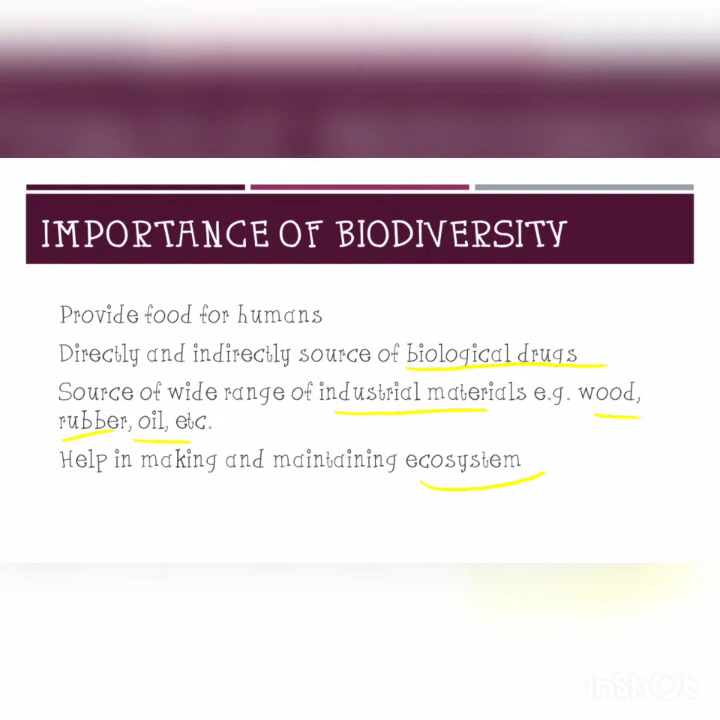 IMPORTANCE OF BIODIVERSITY
Provide food for humans
Directly and indirectly source of biological drugs
Source of wide range of industrial materials e.g. wood,
rubber, oil, etc.
Help in making and maintaining ecosystem
InShOt